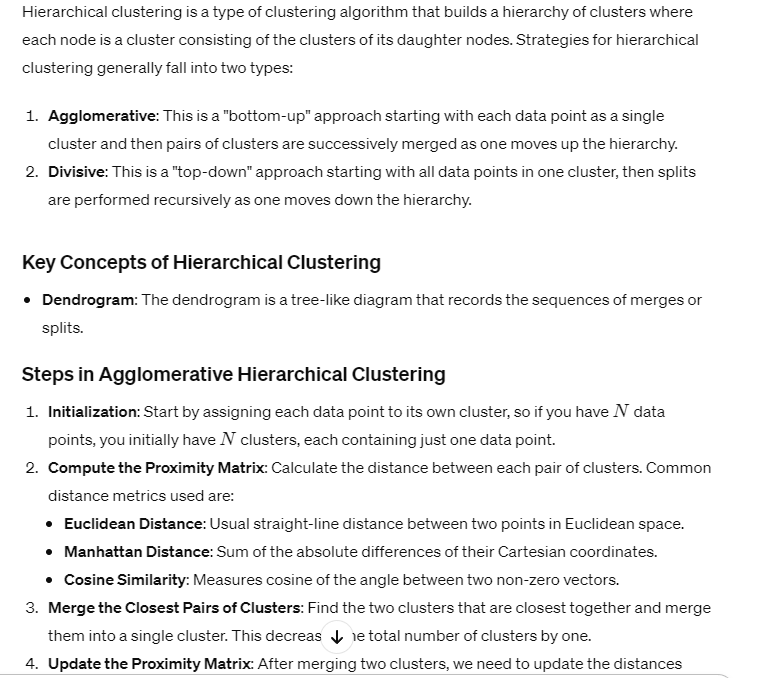 Hierarchical clustering is a type of clustering algorithm that builds a hierarchy of clusters where
each node is a cluster consisting of the clusters of its daughter nodes. Strategies for hierarchical
clustering generally fall into two types:
1. Agglomerative: This is a "bottom-up" approach starting with each data point as a single
cluster and then pairs of clusters are successively merged as one moves up the hierarchy.
2. Divisive: This is a "top-down" approach starting with all data points in one cluster, then splits
are performed recursively as one moves down the hierarchy.
Key Concepts of Hierarchical Clustering
• Dendrogram: The dendrogram is a tree-like diagram that records the sequences of merges or
splits.
Steps in Agglomerative Hierarchical Clustering
1. Initialization: Start by assigning each data point to its own cluster, so if you have N data
points, you initially have N clusters, each containing just one data point.
2. Compute the Proximity Matrix: Calculate the distance between each pair of clusters. Common
distance metrics used are:
• Euclidean Distance: Usual straight-line distance between two points in Euclidean space.
• Manhattan Distance: Sum of the absolute differences of their Cartesian coordinates.
• Cosine Similarity: Measures cosine of the angle between two non-zero vectors.
3. Merge the Closest Pairs of Clusters: Find the two clusters that are closest together and merge
them into a single cluster. This total number of clusters by one.
4. Update the Proximity Matrix: After merging two clusters, we need to update the distances